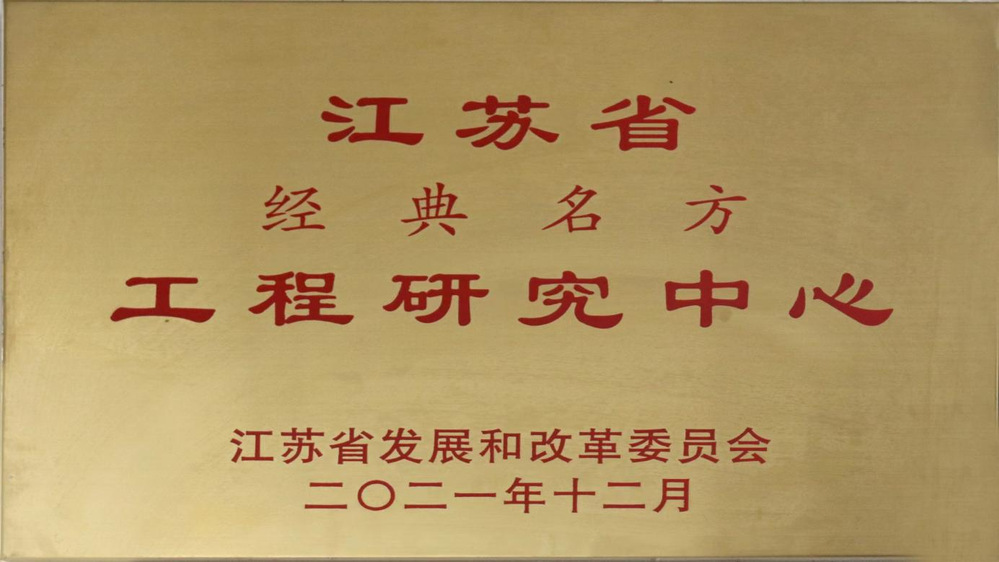 江苏省
经典名方
工程研究中心
江苏省发展和改革委员会
二〇二一年十二月